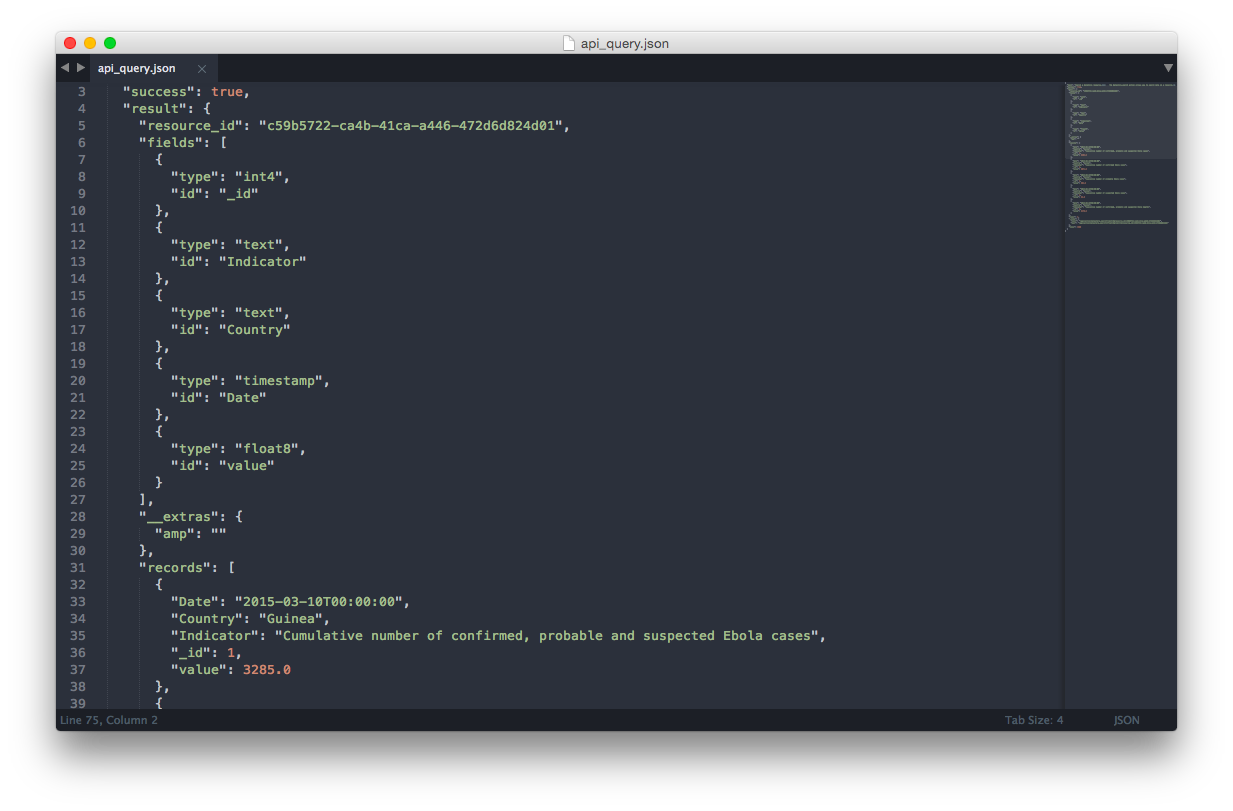 api_query.json
api_query.json
3 "success": true,
4 "result": {
5 "resource_id": "c59b5722-ca4b-41ca-a446-472d6d824d01",
6 "fields": [
7 {
8 "type": "int4",
9 "id": "_id"
10 },
11 {
12 "type": "text",
13 "id": "Indicator"
14 },
15 {
16 "type": "text",
17 "id": "Country"
18 },
19 {
20 "type": "timestamp",
21 "id": "Date"
22 },
23 {
24 "type": "float8",
25 "id": "value"
26 }
27 ],
28 "__extras": {
29 "amp": ""
30 },
31 "records": [
32 {
33 "Date": "2015-03-10T00:00:00",
34 "Country": "Guinea",
35 "Indicator": "Cumulative number of confirmed, probable and suspected Ebola cases",
36 "_id": 1,
37 "value": 3285.0
38 },
39 {
Line 75, Column 2 Tab Size: 4 JSON